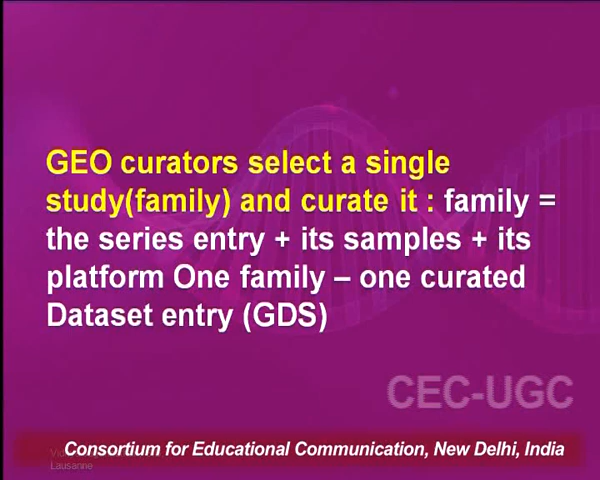 GEO curators select a single
study(family) and curate it : family =
the series entry + its samples + its
platform One family – one curated
Dataset entry (GDS)
CEC-UGC
Consortium for Educational Communication, New Delhi, India
Lausanne